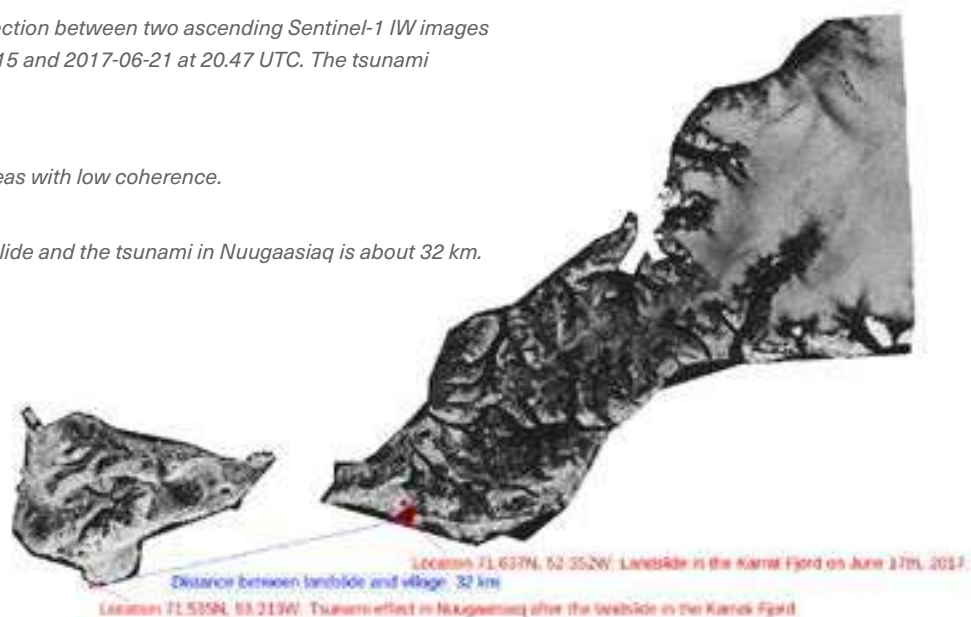 ection between two ascending Sentinel-1 IW images
15 and 2017-06-21 at 20.47 UTC. The tsunami
eas with low coherence.
lide and the tsunami in Nuugaasiaq is about 32 km.
Location 71.637N, 52.352W: Landslide in the Karrat Fjord on June 17th, 2017
Distance between landslide and village: 32 km
Location 71.535N, 53.213W: Tsunami effect in Nuugaarsiaq after the landslide in the Karrat Fjord